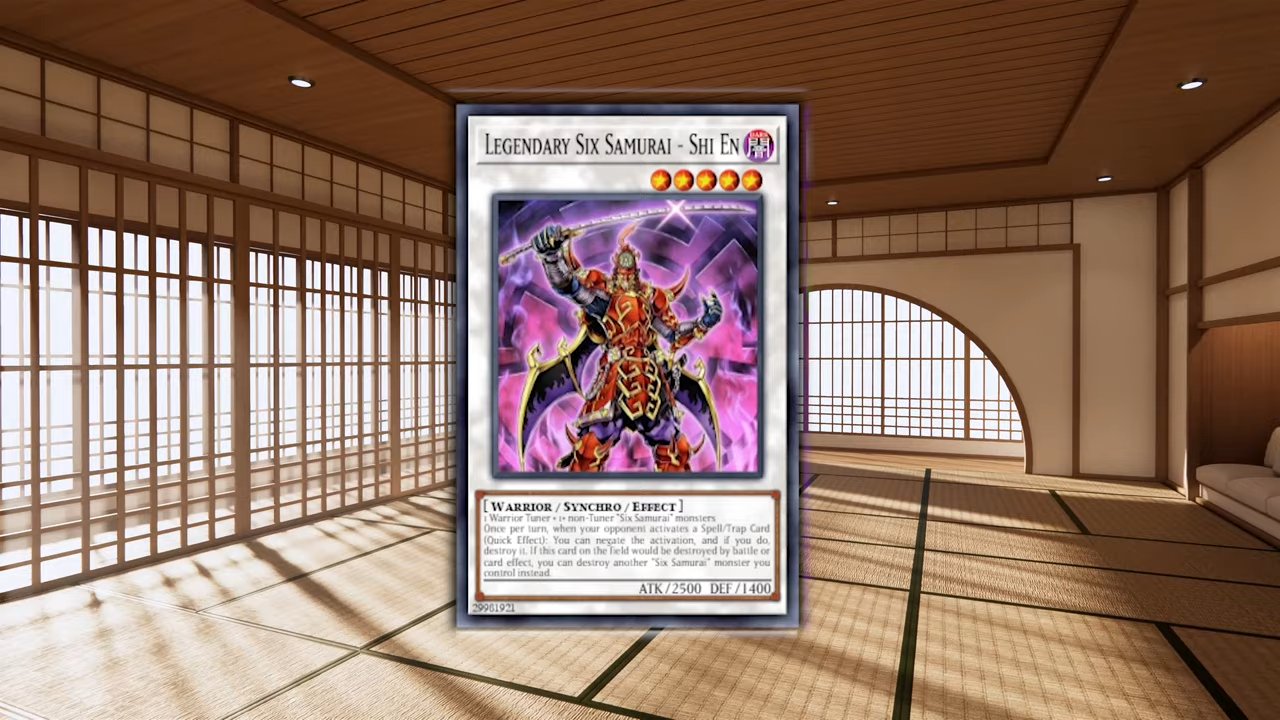 Legendary Six Samurai - Shi En
DARK
闇
[ Warrior / Synchro / Effect ]
1 Warrior Tuner + 1+ non-Tuner "Six Samurai" monsters
Once per turn, when your opponent activates a Spell/Trap Card
(Quick Effect): You can negate the activation, and if you do,
destroy it. If this card on the field would be destroyed by battle or
card effect, you can destroy another "Six Samurai" monster you
control instead.
ATK/2500 DEF/1400
29981921